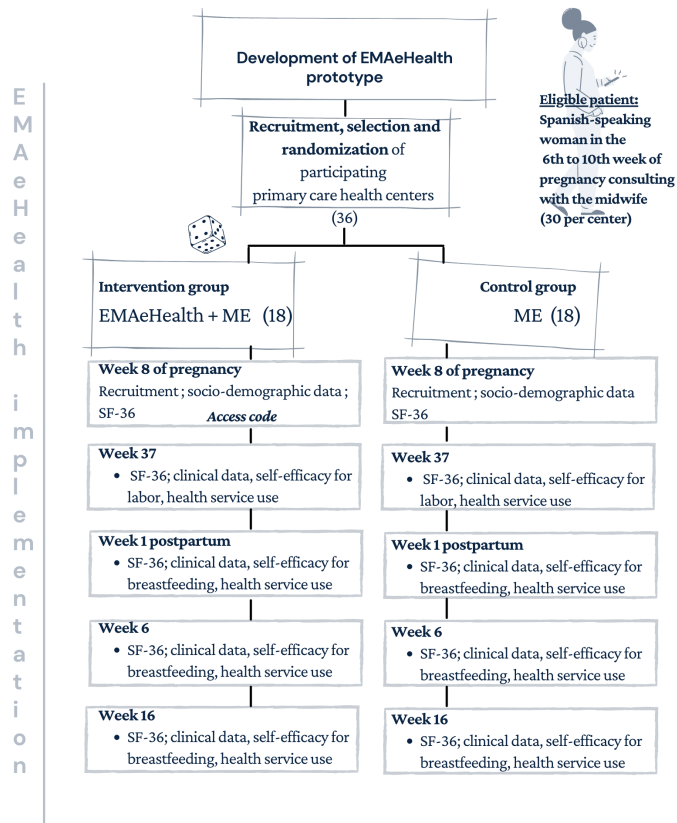 Development of EMAeHealth
prototype
Recruitment, selection and
randomization of
participating
primary care health centers
(36)
Eligible patient:
Spanish-speaking
woman in the
6th to 10th week of
pregnancy consulting
with the midwife
(30 per center)
EMAeHealth implementation
Intervention group
EMAeHealth + ME (18)
Control group
ME (18)
Week 8 of pregnancy
Recruitment ; socio-demographic data ;
SF-36 Access code
Week 37
• SF-36; clinical data, self-efficacy for
labor, health service use
Week 1 postpartum
• SF-36; clinical data, self-efficacy for
breastfeeding, health service use
Week 6
• SF-36; clinical data, self-efficacy for
breastfeeding, health service use
Week 16
• SF-36; clinical data, self-efficacy for
breastfeeding, health service use
Week 8 of pregnancy
Recruitment ; socio-demographic data
SF-36
Week 37
• SF-36; clinical data, self-efficacy for
labor, health service use
Week 1 postpartum
• SF-36; clinical data, self-efficacy for
breastfeeding, health service use
Week 6
• SF-36; clinical data, self-efficacy for
breastfeeding, health service use
Week 16
• SF-36; clinical data, self-efficacy for
breastfeeding, health service use